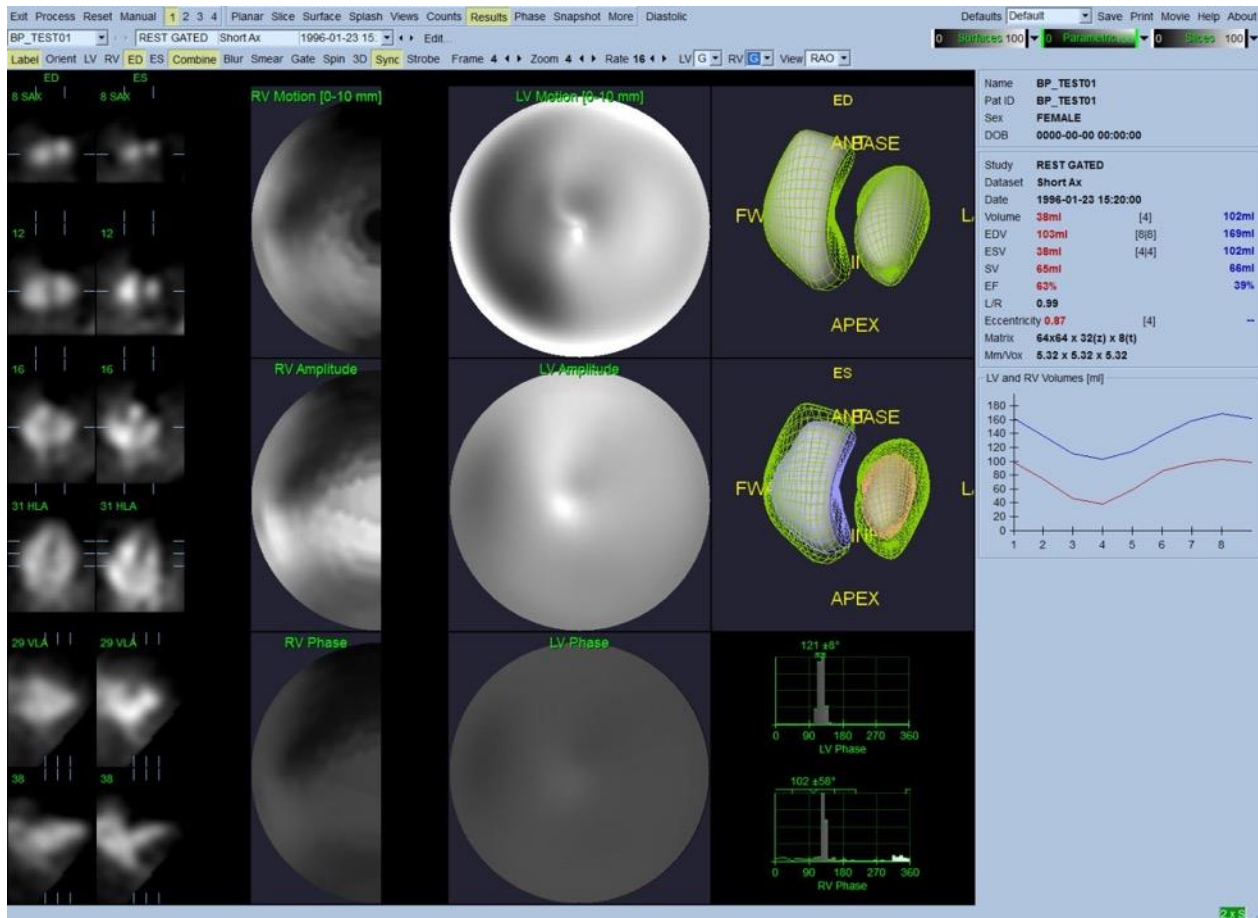 Exit Process Reset Manual 1 2 3 4 Planar Slice Surface Splash Views Counts Results Phase Snapshot More Diastolic Defaults Default Save Print Movie Help About
BP_TEST01 REST GATED Short Ax 1996-01-23 15: Edit... 0 Surfaces 100 0 Parametric 0 Slices 100
Label Orient LV RV ED ES Combine Blur Smear Gate Spin 3D Sync Strobe Frame 4 Zoom 4 Rate 16 LV G RV G View RAO
ED ES
8 SAX 8 SAX
12 12
16 16
31 HLA 31 HLA
29 VLA 29 VLA
38 38
RV Motion [0-10 mm] LV Motion [0-10 mm]
ED
ANT BASE
FW
IN
APEX
RV Amplitude LV Amplitude
ES
ANT BASE
FW
INF
APEX
RV Phase LV Phase
121 ±6°
0 90 180 270 360
LV Phase
102 ±58°
0 90 180 270 360
RV Phase
Name BP_TEST01
Pat ID BP_TEST01
Sex FEMALE
DOB 0000-00-00 00:00:00
Study REST GATED
Dataset Short Ax
Date 1996-01-23 15:20:00
Volume 38ml [4] 102ml
EDV 103ml [8|8] 169ml
ESV 38ml [4|4] 102ml
SV 65ml 66ml
EF 63% 39%
L/R 0.99
Eccentricity 0.87 [4] --
Matrix 64x64 x 32(z) x 8(t)
Mm/Vox 5.32 x 5.32 x 5.32
LV and RV Volumes [ml]
180
160
140
120
100
80
60
40
20
0
1 2 3 4 5 6 7 8